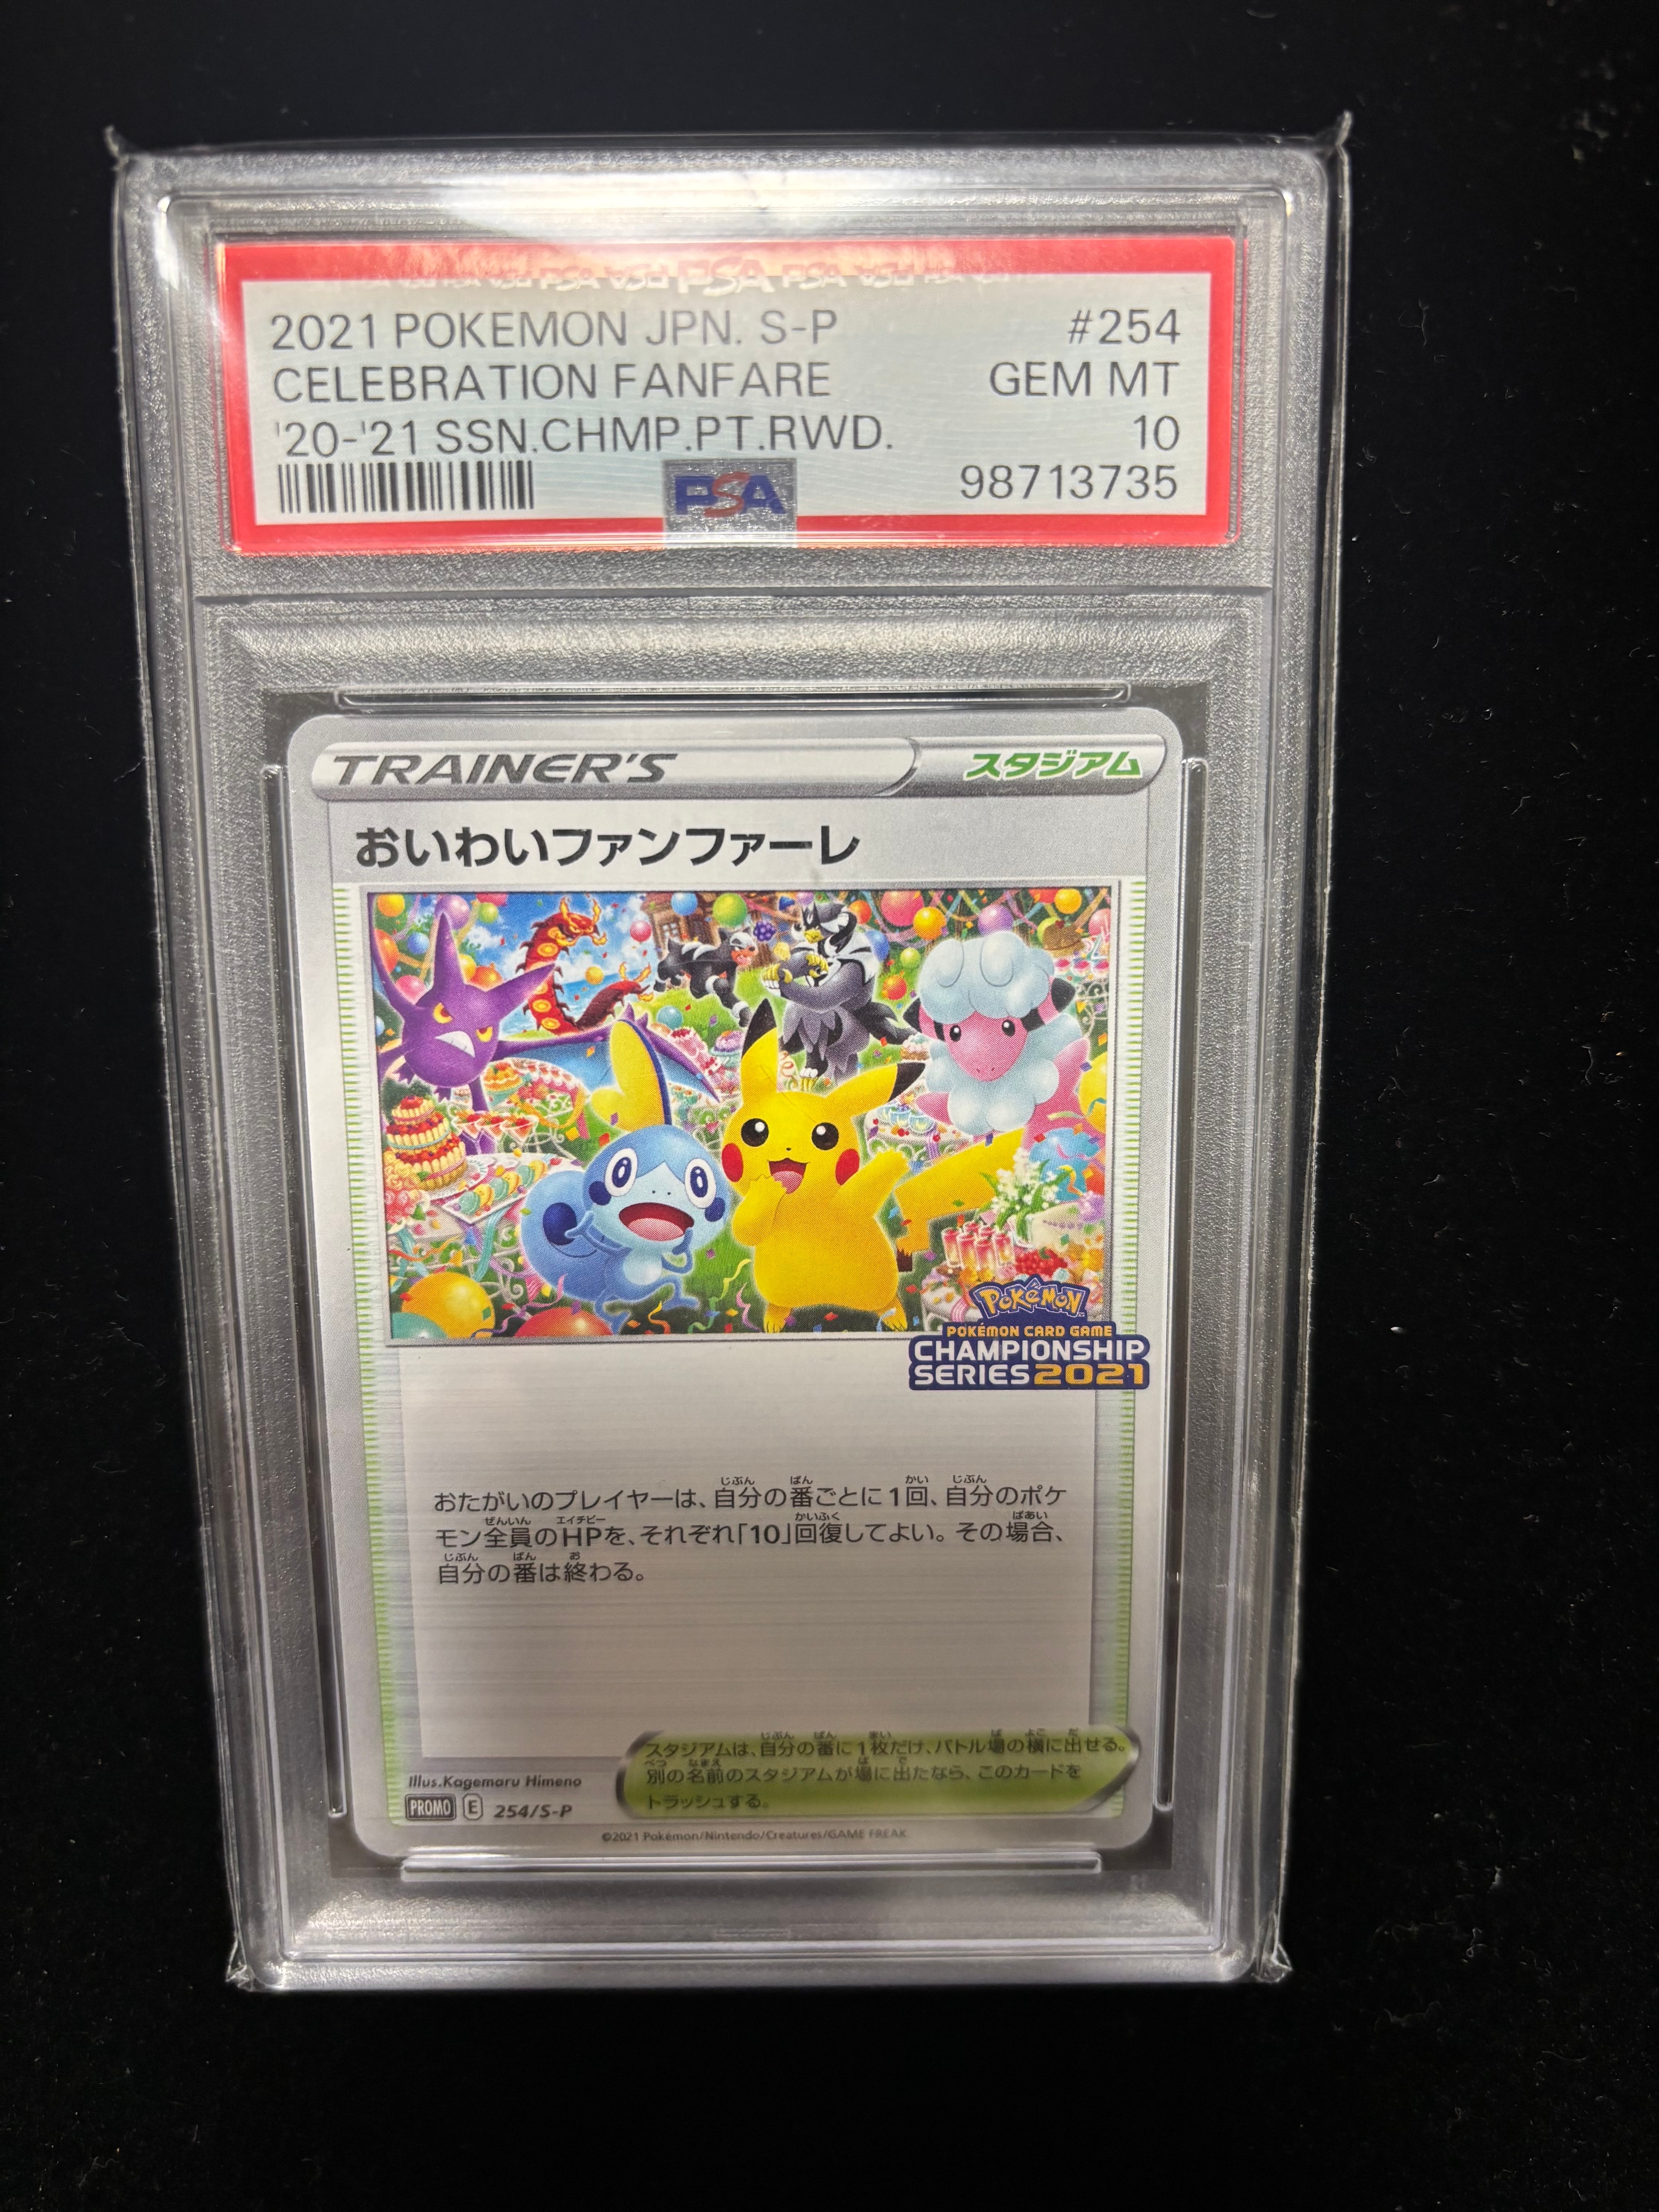 2021 POKEMON JPN. S-P #254
CELEBRATION FANFARE GEM MT
'20-'21 SSN.CHMP.PT.RWD. 10
PSA 98713735
TRAINER'S スタジアム
おいわいファンファーレ
Pokémon
POKÉMON CARD GAME
CHAMPIONSHIP
SERIES 2021
おたがいのプレイヤーは、自分の番ごとに1回、自分のポケ
モン全員のHPを、それぞれ「10」回復してよい。その場合、
自分の番は終わる。
スタジアムは、自分の番に1枚だけ、バトル場の横に出せる。
別の名前のスタジアムが場に出たなら、このカードを
トラッシュする。
Illus.Kagemaru Himeno
PROMO E 254/S-P
©2021 Pokémon/Nintendo/Creatures/GAME FREAK.